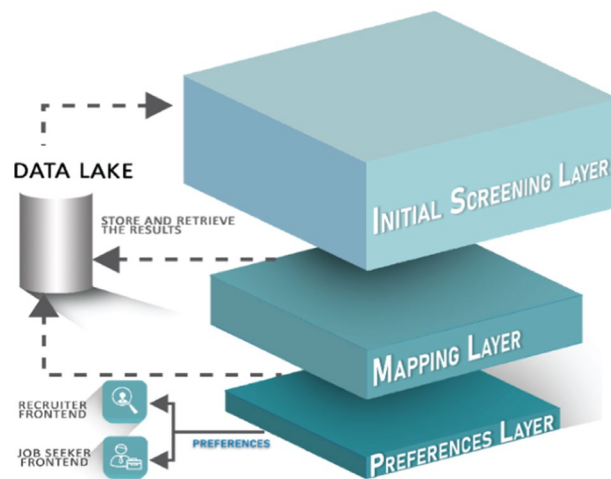 DATA LAKE
STORE AND RETRIEVE
THE RESULTS
INITIAL SCREENING LAYER
MAPPING LAYER
PREFERENCES LAYER
RECRUITER
FRONTEND
PREFERENCES
JOB SEEKER
FRONTEND